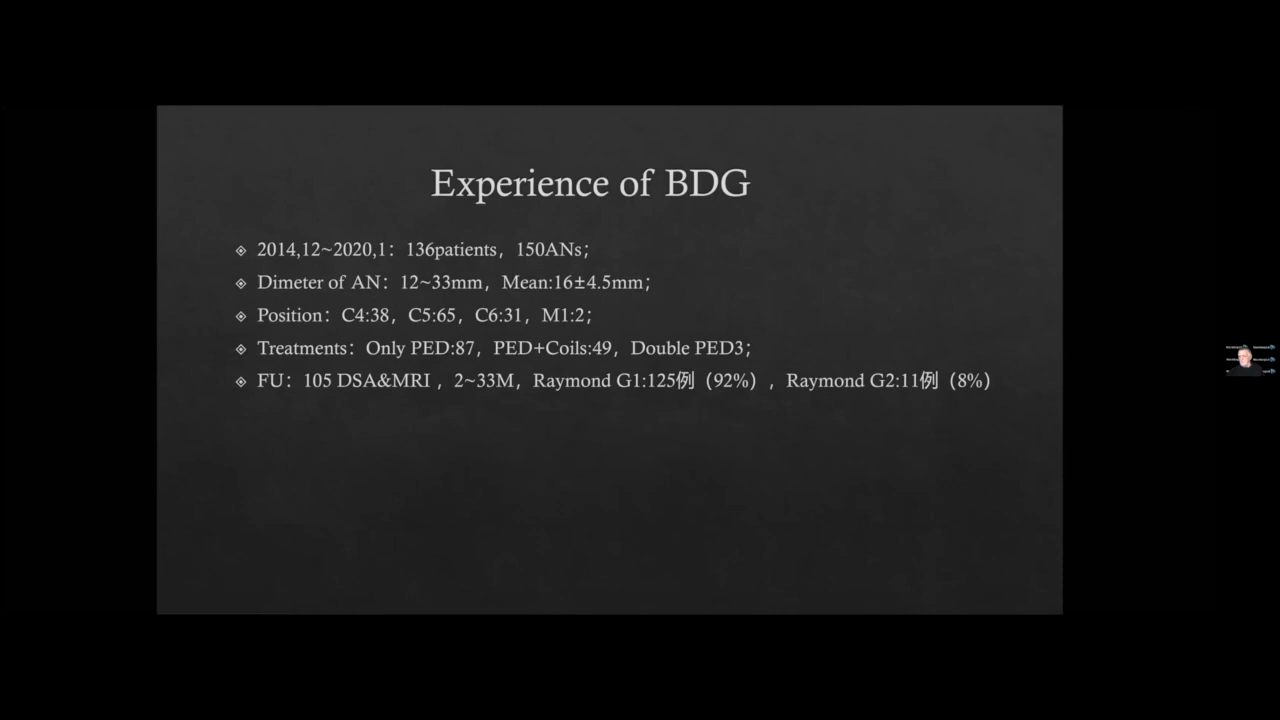 Experience of BDG
2014,12~2020,1：136patients，150ANs；
Dimeter of AN：12~33mm，Mean:16±4.5mm；
Position：C4:38，C5:65，C6:31，M1:2；
Treatments：Only PED:87，PED+Coils:49，Double PED3；
FU：105 DSA&MRI ，2~33M，Raymond G1:125例（92%），Raymond G2:11例（8%）